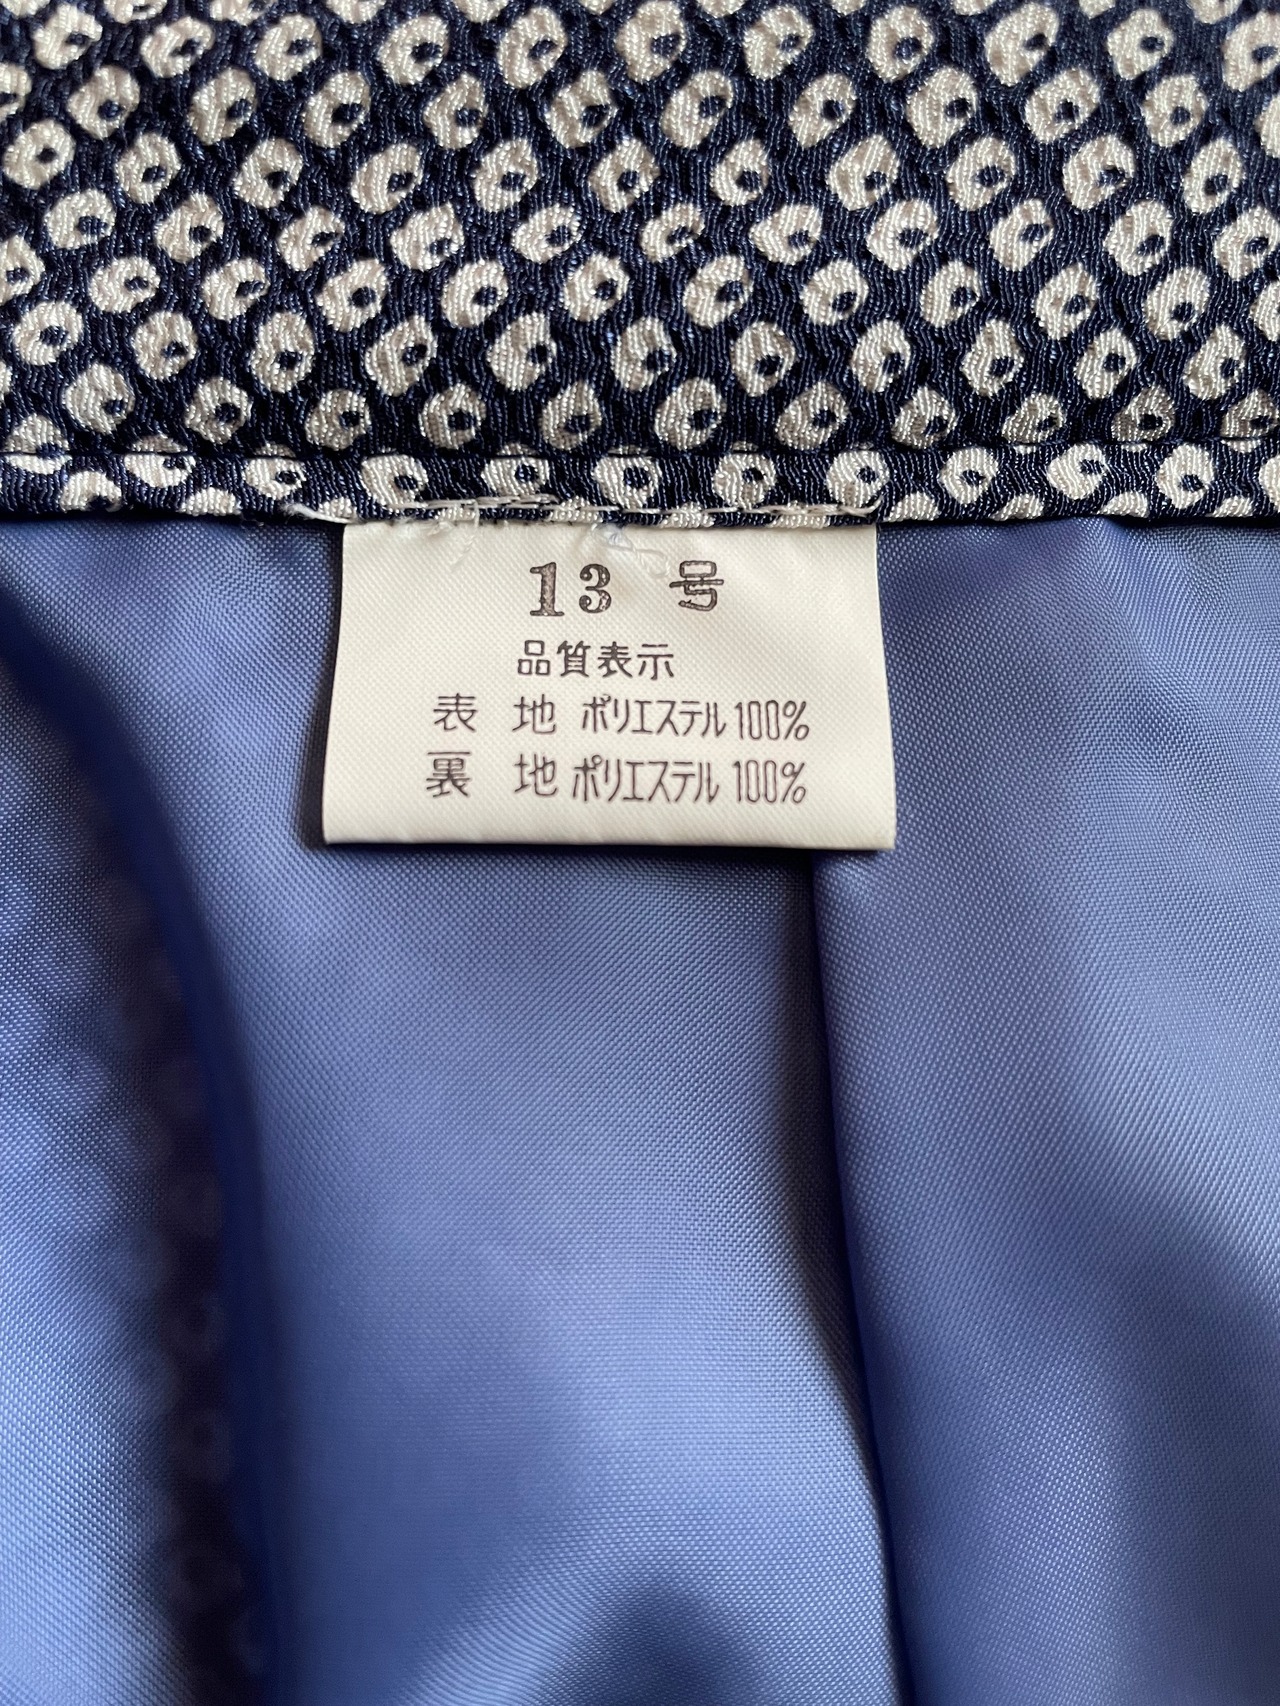 13 号
品質表示
表 地 ポリエステル 100%
裏 地 ポリエステル 100%